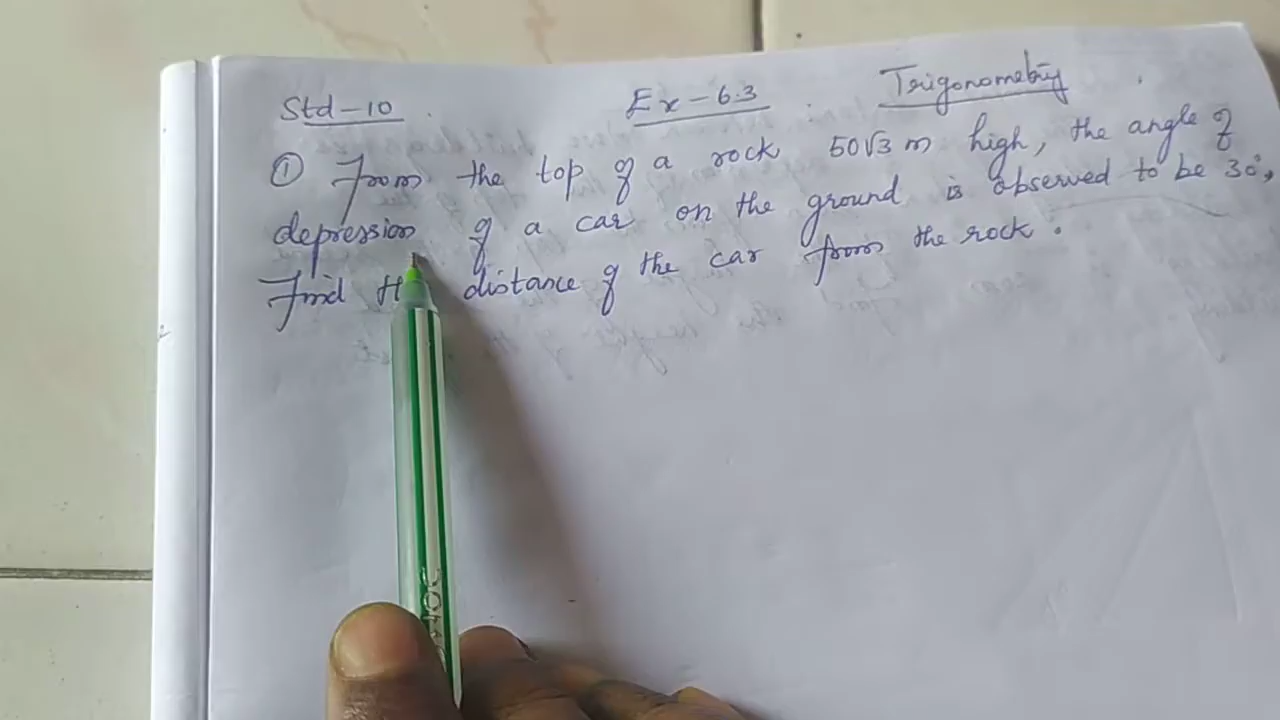 Std-10 Ex-6.3 Trigonometry
① From the top of a rock 50√3 m high, the angle of
depression of a car on the ground is observed to be 30°,
Find distance of the car from the rock.